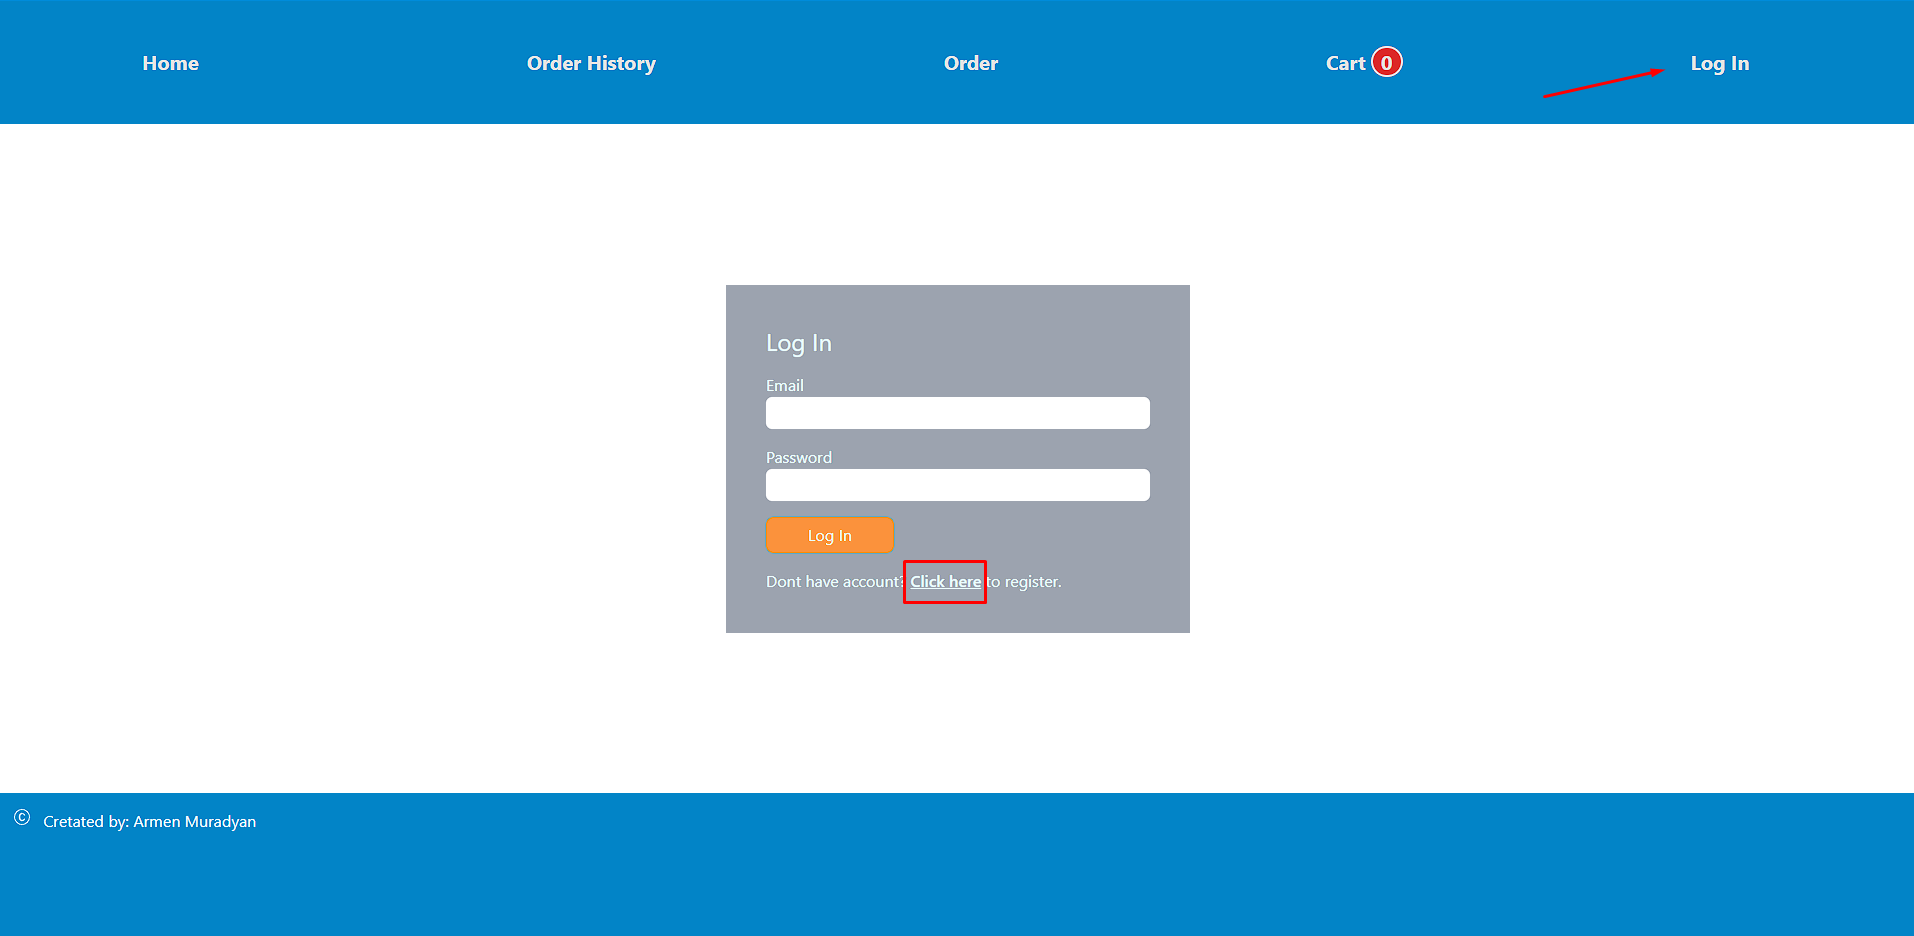 Home Order History Order Cart 0 Log In
Log In
Email
Password
Log In
Dont have account? Click here to register.
© Cretated by: Armen Muradyan